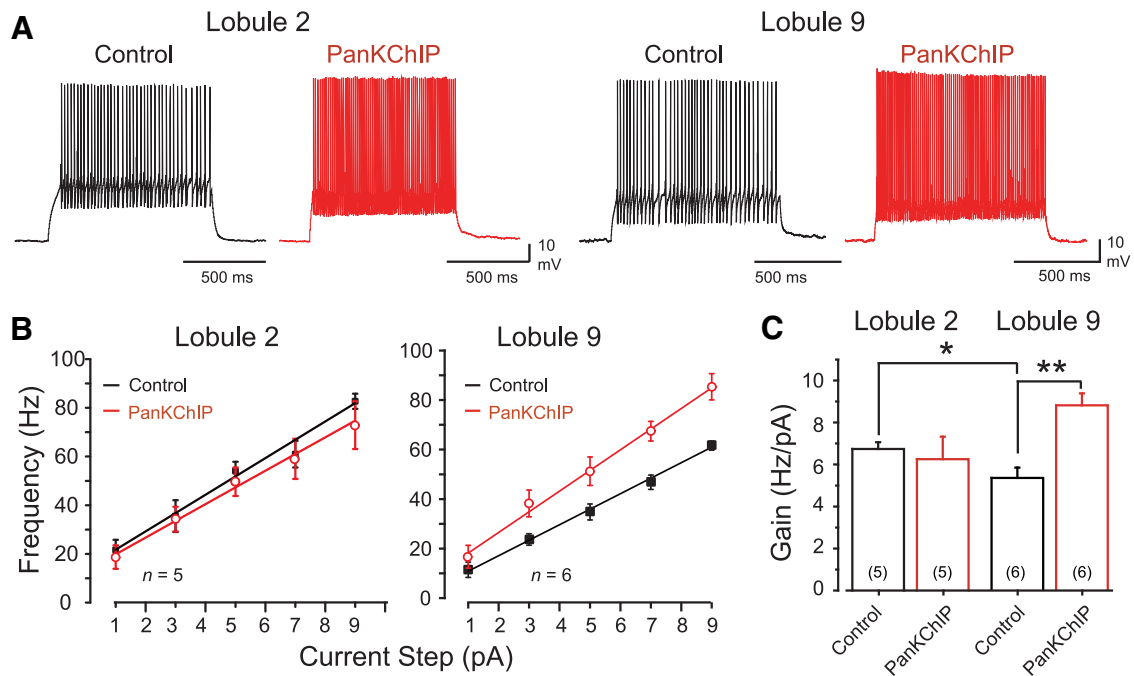 A
Lobule 2
Lobule 9
Control
PanKChIP
Control
PanKChIP
10
mV
10
mV
500 ms
500 ms
500 ms
500 ms
B
Lobule 2
Lobule 9
C
Lobule 2
Lobule 9
Frequency (Hz)
100
80
60
40
20
0
Control
PanKChIP
n = 5
1 2 3 4 5 6 7 8 9
100
80
60
40
20
0
Control
PanKChIP
n = 6
1 2 3 4 5 6 7 8 9
Current Step (pA)
Gain (Hz/pA)
10
8
6
4
2
0
*
**
(5)
(5)
(6)
(6)
Control
PanKChIP
Control
PanKChIP